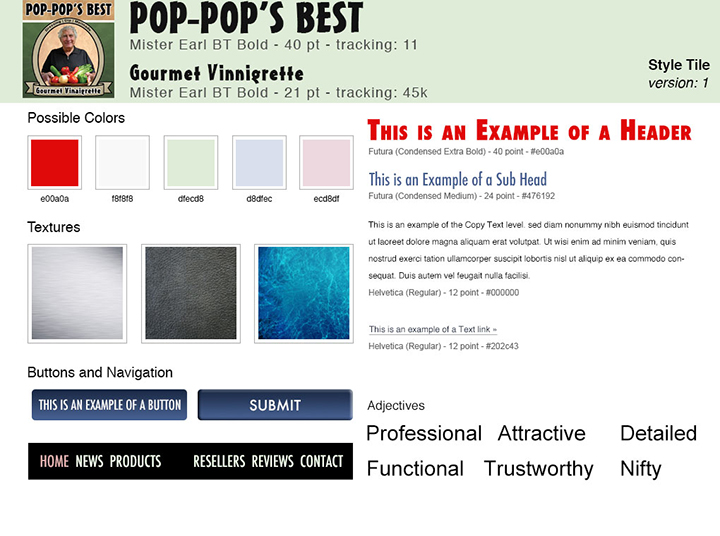 POP-POP'S BEST
Gourmet Vinaigrette
POP-POP'S BEST
Mister Earl BT Bold - 40 pt - tracking: 11
Gourmet Vinnigrette
Mister Earl BT Bold - 21 pt - tracking: 45k
Style Tile
version: 1
Possible Colors
e00a0a
f8f8f8
dfecd8
d8dfec
ecd8df
Textures
Buttons and Navigation
THIS IS AN EXAMPLE OF A BUTTON
SUBMIT
HOME NEWS PRODUCTS RESELLERS REVIEWS CONTACT
THIS IS AN EXAMPLE OF A HEADER
Futura (Condensed Extra Bold) - 40 point - #e00a0a
This is an Example of a Sub Head
Futura (Condensed Medium) - 24 point - #476192
This is an example of the Copy Text level. sed diam nonummy nibh euismod tincidunt
ut laoreet dolore magna aliquam erat volutpat. Ut wisi enim ad minim veniam, quis
nostrud exerci tation ullamcorper suscipit lobortis nisl ut aliquip ex ea commodo con-
sequat. Duis autem vel feugait nulla facilisi.
Helvetica (Regular) - 12 point - #000000
This is an example of a Text link »
Helvetica (Regular) - 12 point - #202c43
Adjectives
Professional Attractive Detailed
Functional Trustworthy Nifty